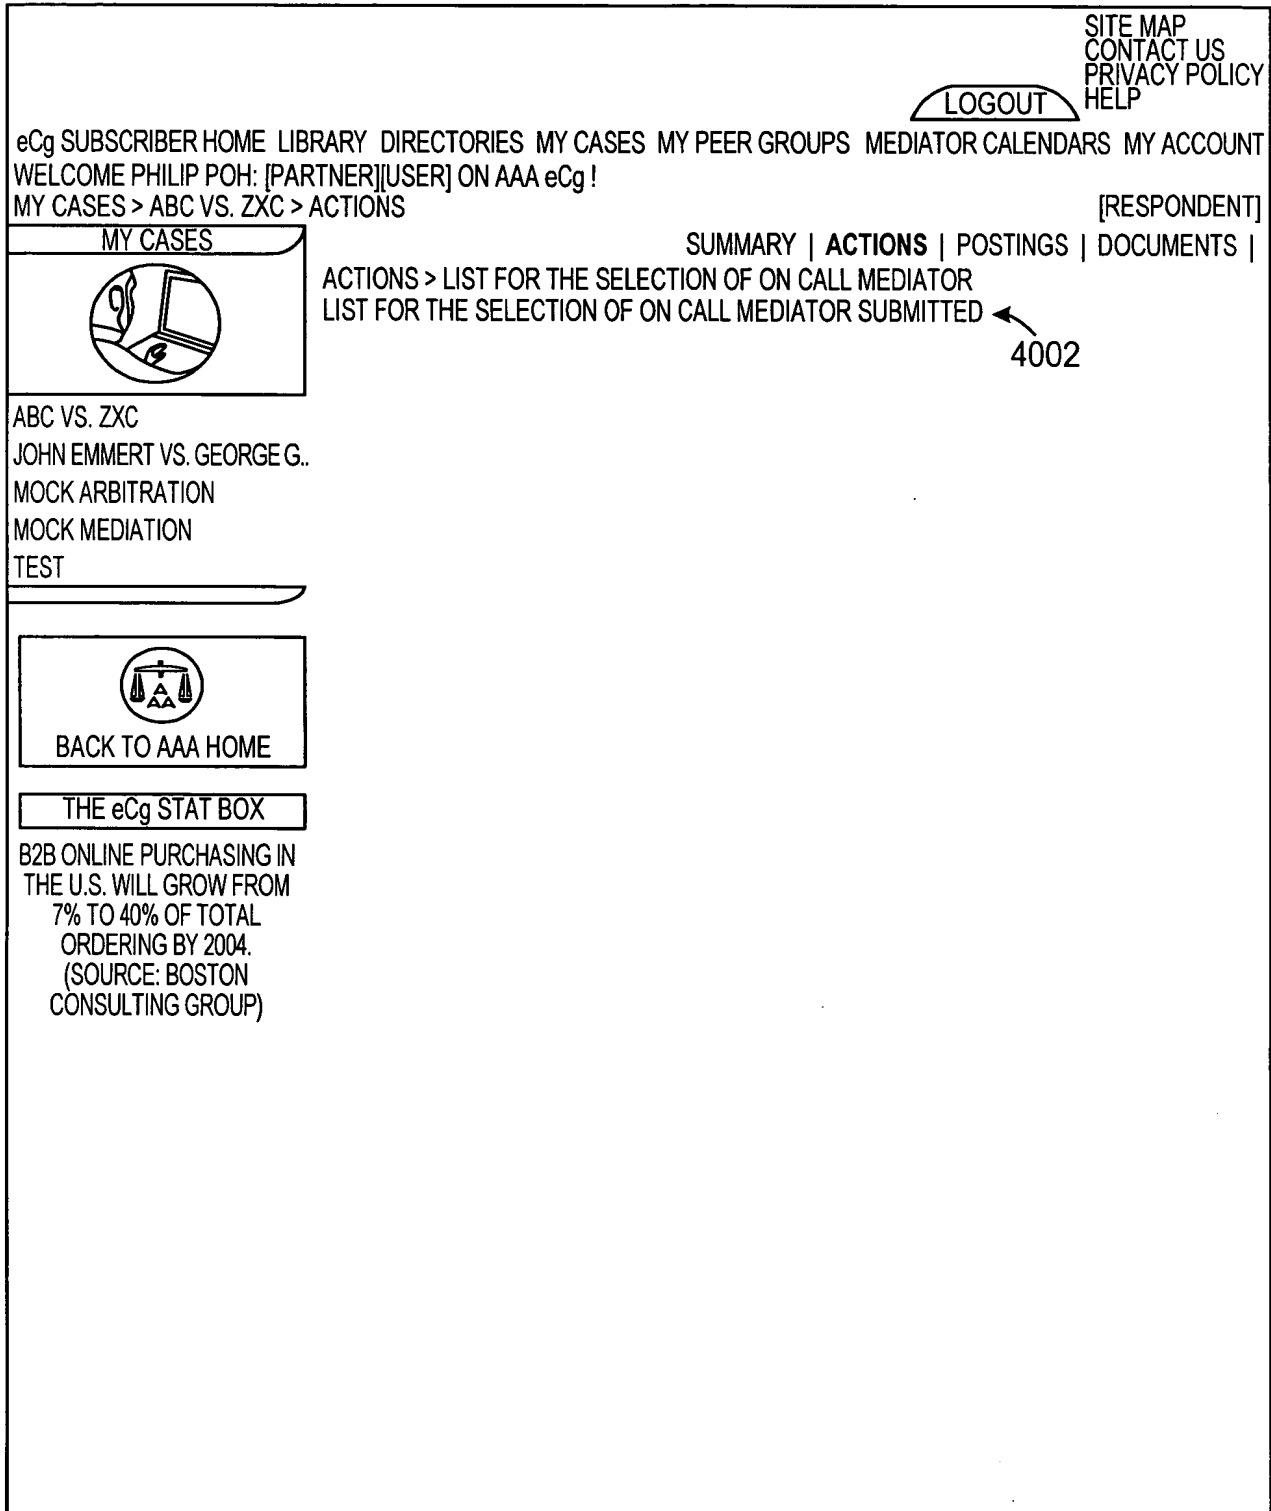 SITE MAP
CONTACT US
PRIVACY POLICY
HELP
LOGOUT
eCg SUBSCRIBER HOME LIBRARY DIRECTORIES MY CASES MY PEER GROUPS MEDIATOR CALENDARS MY ACCOUNT
WELCOME PHILIP POH: [PARTNER][USER] ON AAA eCg !
MY CASES > ABC VS. ZXC > ACTIONS [RESPONDENT]
MY CASES
SUMMARY | ACTIONS | POSTINGS | DOCUMENTS |
ACTIONS > LIST FOR THE SELECTION OF ON CALL MEDIATOR
LIST FOR THE SELECTION OF ON CALL MEDIATOR SUBMITTED
4002
ABC VS. ZXC
JOHN EMMERT VS. GEORGE G..
MOCK ARBITRATION
MOCK MEDIATION
TEST
A
AA
BACK TO AAA HOME
THE eCg STAT BOX
B2B ONLINE PURCHASING IN
THE U.S. WILL GROW FROM
7% TO 40% OF TOTAL
ORDERING BY 2004.
(SOURCE: BOSTON
CONSULTING GROUP)